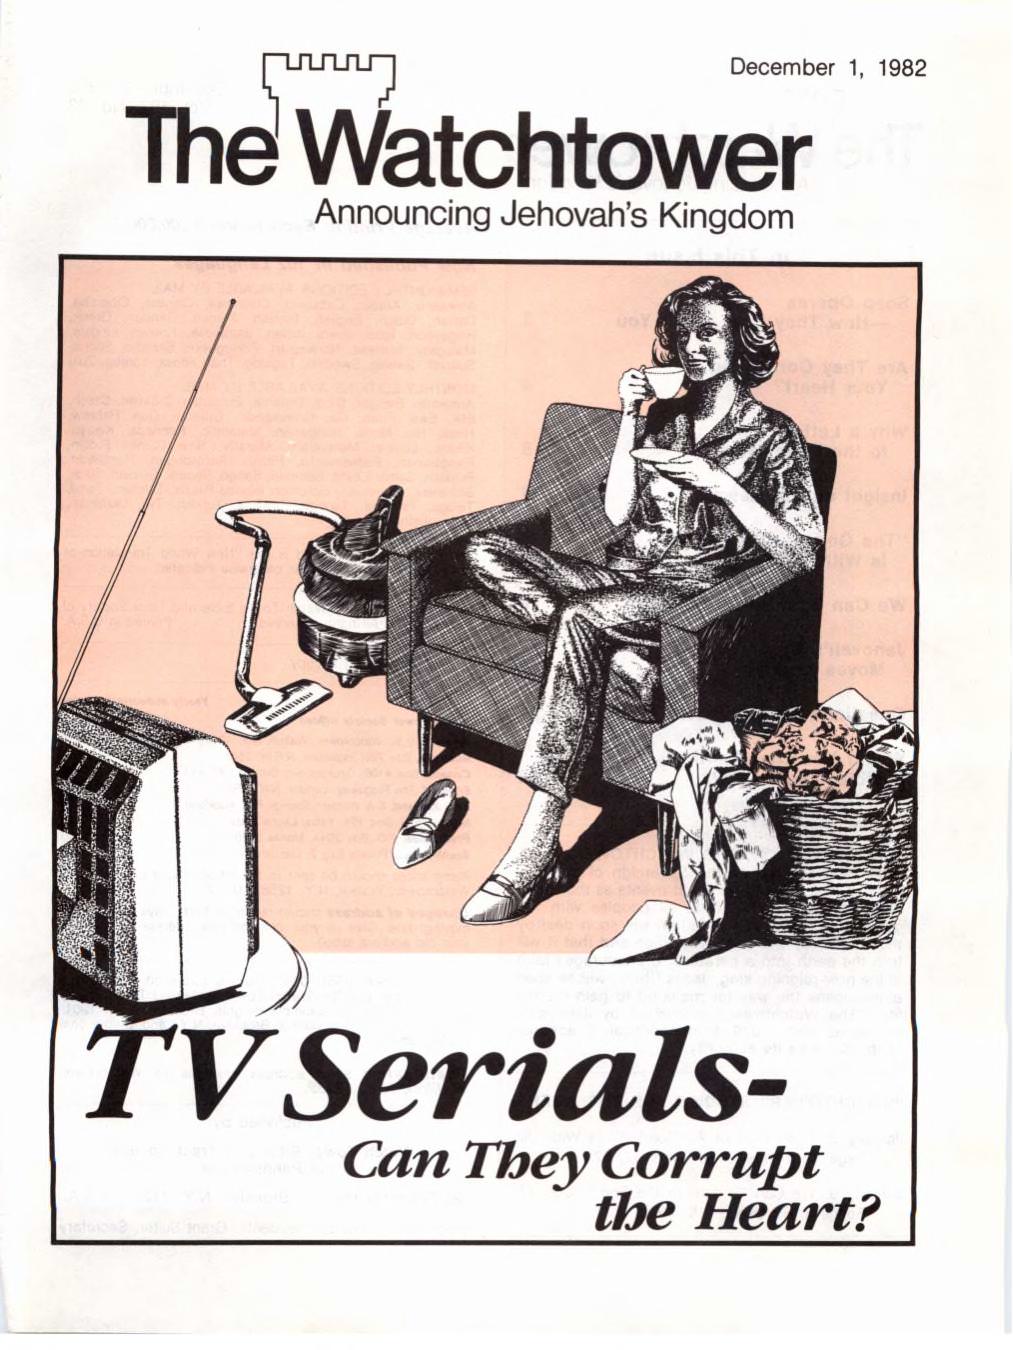 December 1, 1982
The Watchtower
Announcing Jehovah's Kingdom
TV Serials-
Can They Corrupt
the Heart?